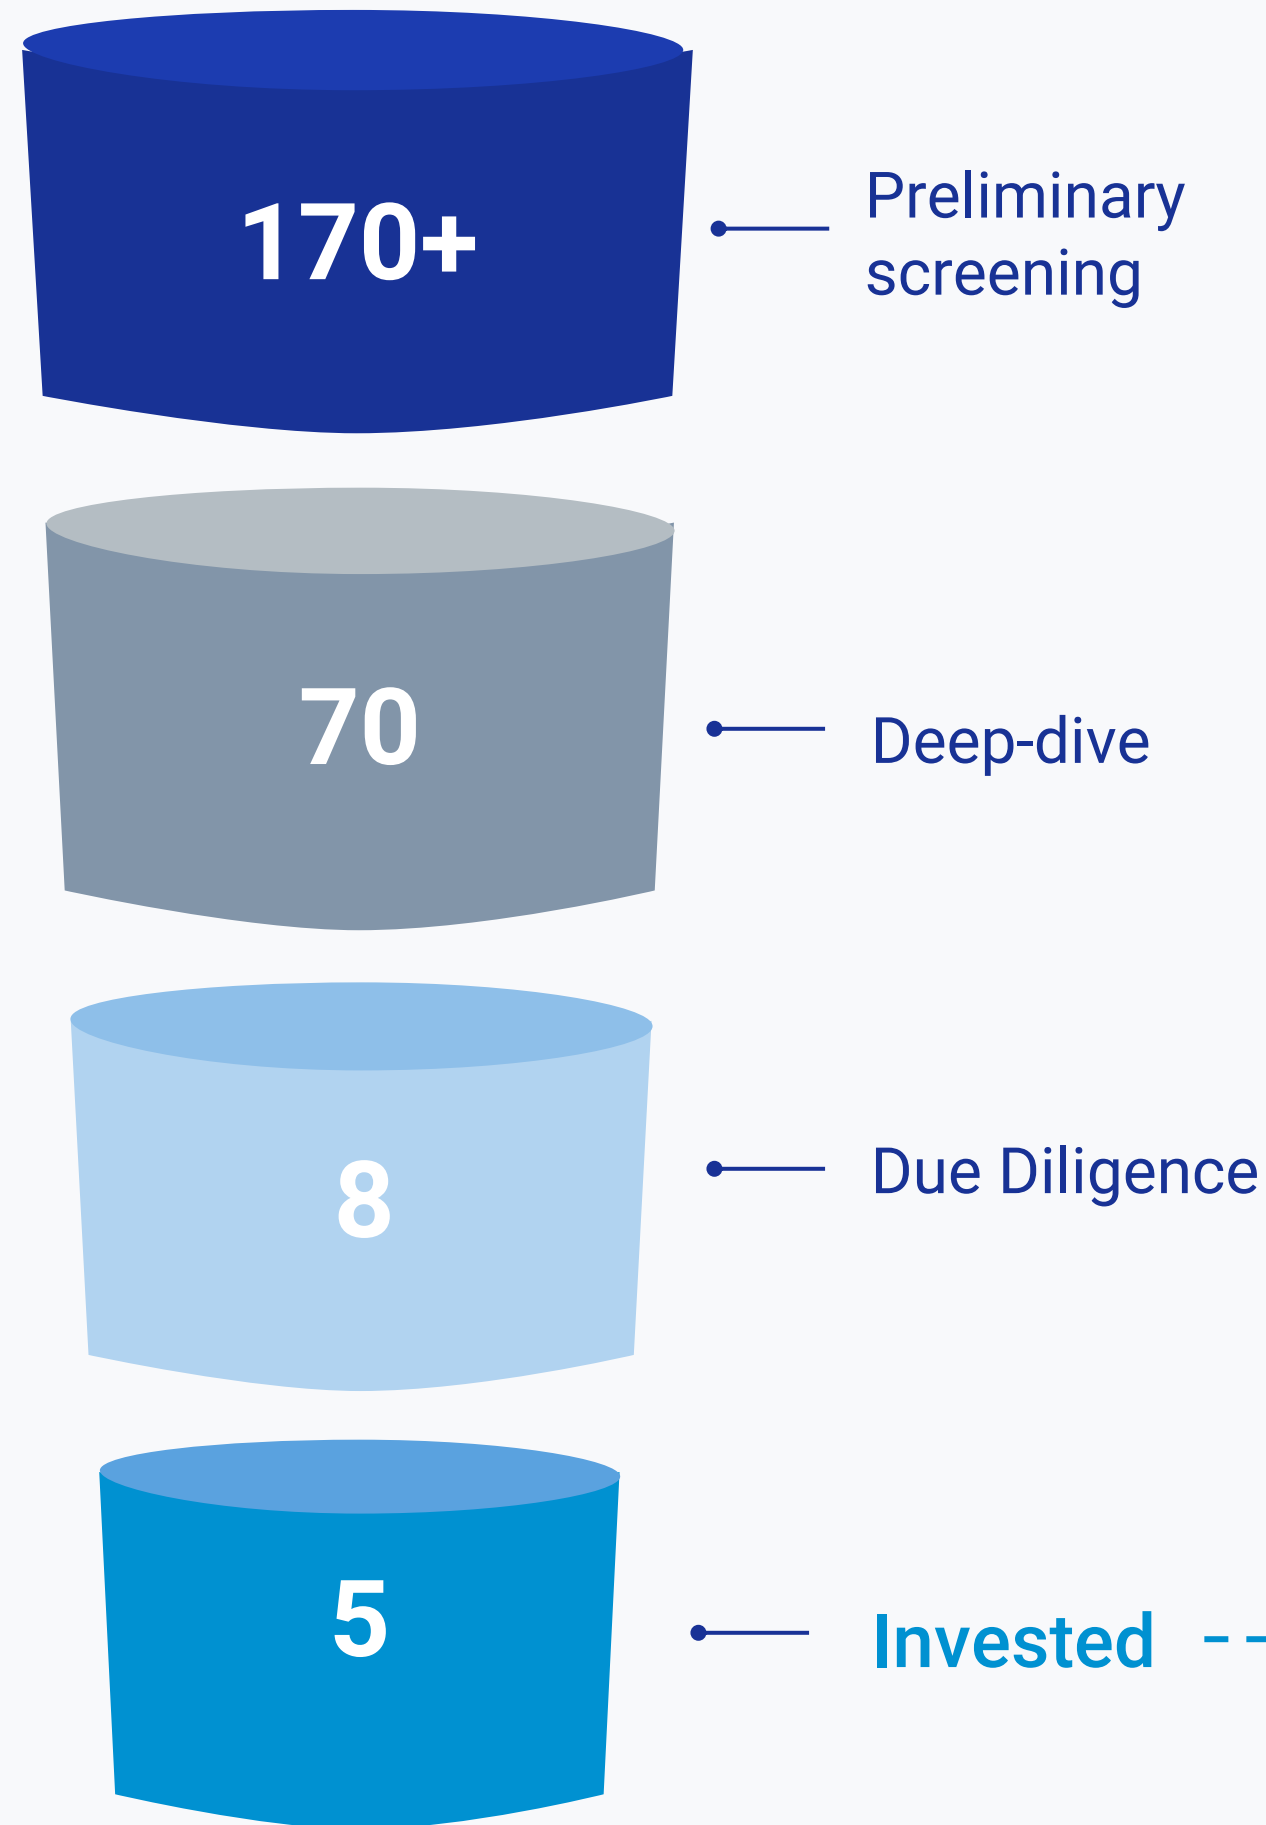 170+
Preliminary
screening
70
Deep-dive
8
Due Diligence
5
Invested